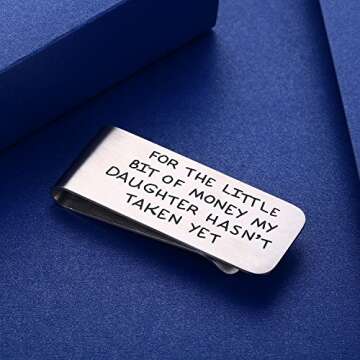 FOR THE LITTLE
BIT OF MONEY MY
DAUGHTER HASN'T
TAKEN YET